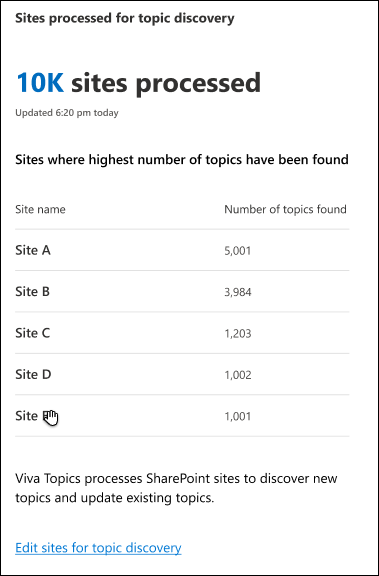 Sites processed for topic discovery
10K sites processed
Updated 6:20 pm today
Sites where highest number of topics have been found
Site name Number of topics found
Site A 5,001
Site B 3,984
Site C 1,203
Site D 1,002
Site 1,001
Viva Topics processes SharePoint sites to discover new
topics and update existing topics.
Edit sites for topic discovery